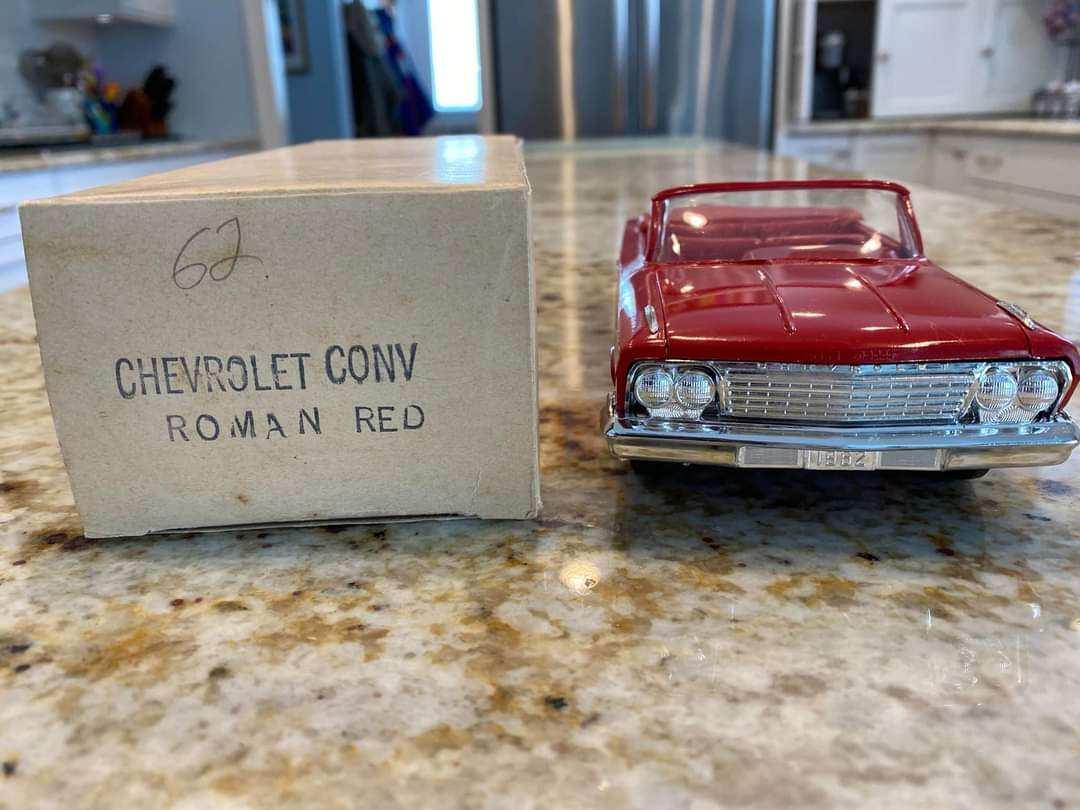 62
CHEVROLET CONV
ROMAN RED
1962